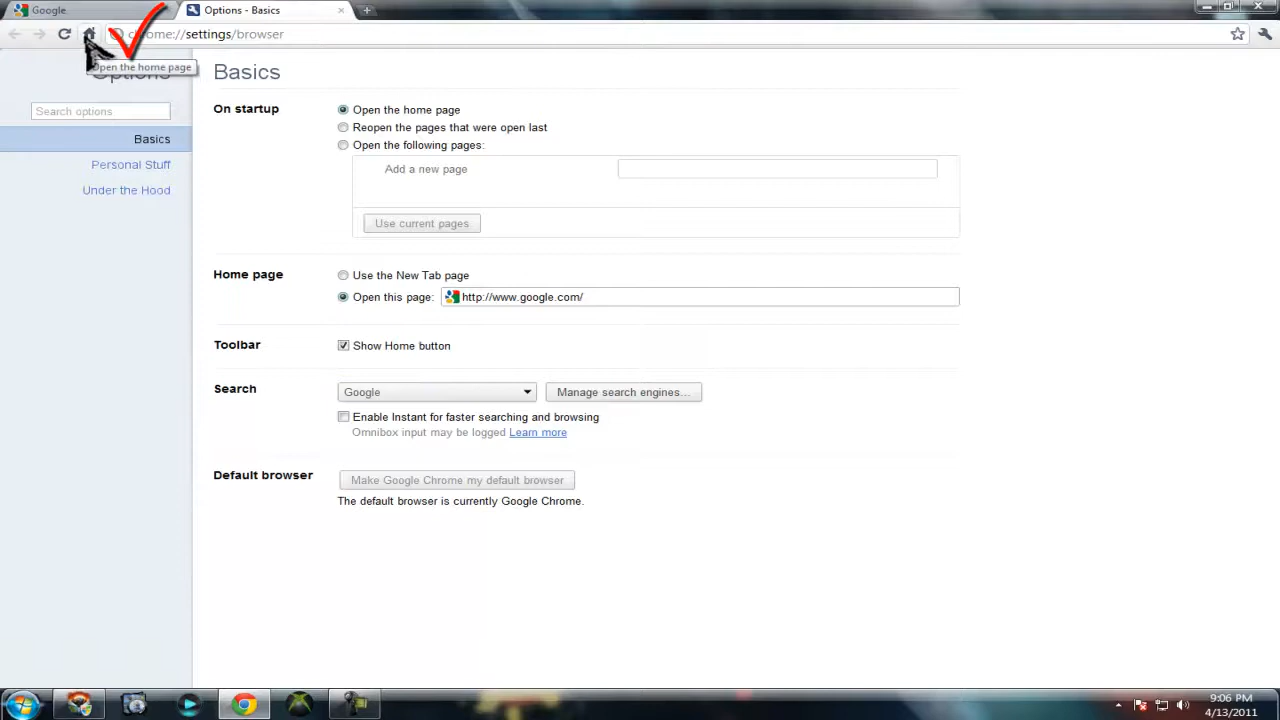 Google
Options - Basics
chrome://settings/browser
Open the home page
Options
Search options
Basics
Personal Stuff
Under the Hood
Basics
On startup
Open the home page
Reopen the pages that were open last
Open the following pages:
Add a new page
Use current pages
Home page
Use the New Tab page
Open this page: http://www.google.com/
Toolbar
Show Home button
Search
Google
Manage search engines...
Enable Instant for faster searching and browsing
Omnibox input may be logged Learn more
Default browser
Make Google Chrome my default browser
The default browser is currently Google Chrome.
9:06 PM
4/13/2011